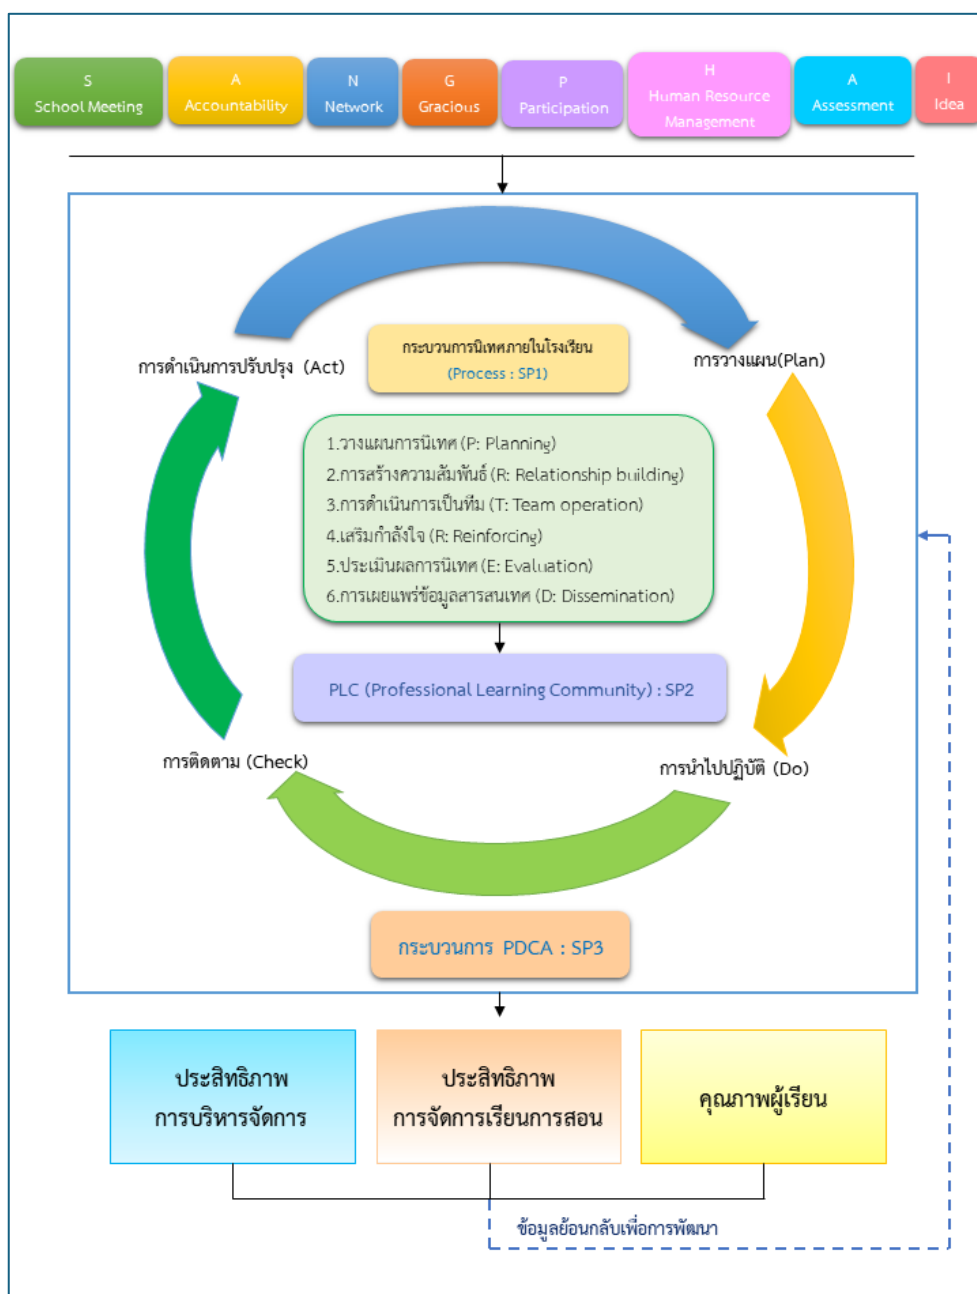 S
School Meeting
A
Accountability
N
Network
G
Gracious
P
Participation
H
Human Resource
Management
A
Assessment
I
Idea
กระบวนการนิเทศภายในโรงเรียน
(Process : SP1)
การดำเนินการปรับปรุง (Act)
การวางแผน(Plan)
1.วางแผนการนิเทศ (P: Planning)
2.การสร้างความสัมพันธ์ (R: Relationship building)
3.การดำเนินการเป็นทีม (T: Team operation)
4.เสริมกำลังใจ (R: Reinforcing)
5.ประเมินผลการนิเทศ (E: Evaluation)
6.การเผยแพร่ข้อมูลสารสนเทศ (D: Dissemination)
PLC (Professional Learning Community) : SP2
การติดตาม (Check)
การนำไปปฏิบัติ (Do)
กระบวนการ PDCA : SP3
ประสิทธิภาพ
การบริหารจัดการ
ประสิทธิภาพ
การจัดการเรียนการสอน
คุณภาพผู้เรียน
ข้อมูลย้อนกลับเพื่อการพัฒนา